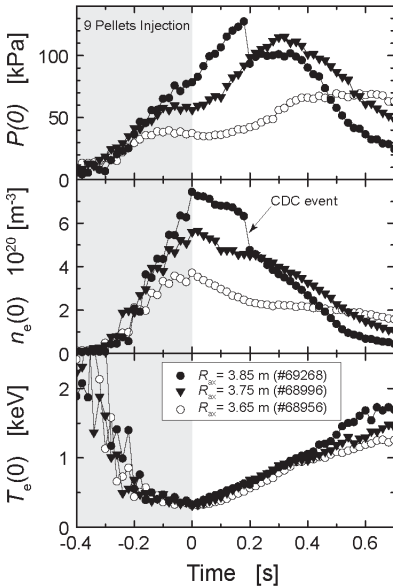 9 Pellets Injection
P(0) [kPa]
100
50
0
CDC event
nₑ(0) 10²⁰ [m⁻³]
6
4
2
0
● Rₐₓ = 3.85 m (#69268)
▼ Rₐₓ = 3.75 m (#68996)
○ Rₐₓ = 3.65 m (#68956)
Tₑ(0) [keV]
2
1
0
-0.4 -0.2 0 0.2 0.4 0.6
Time [s]